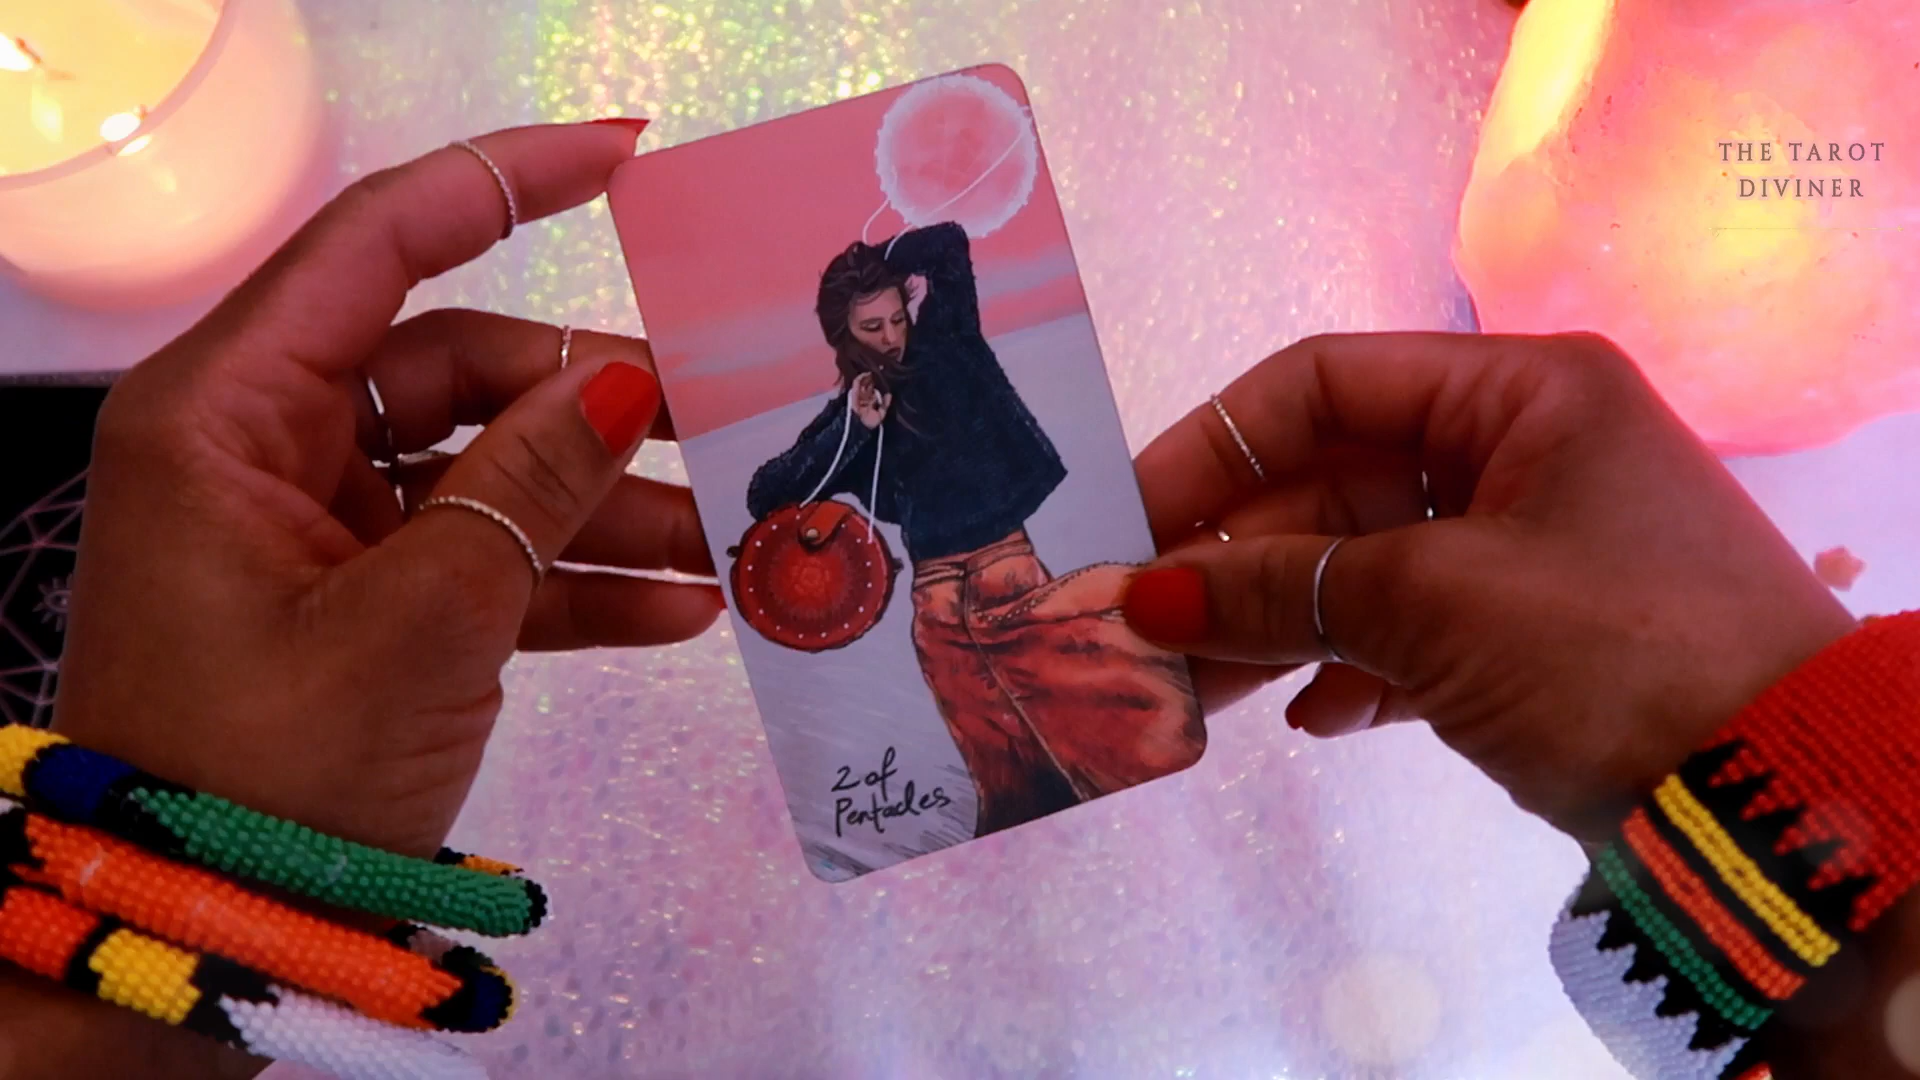 THE TAROT
DIVINER
2 of
Pentacles